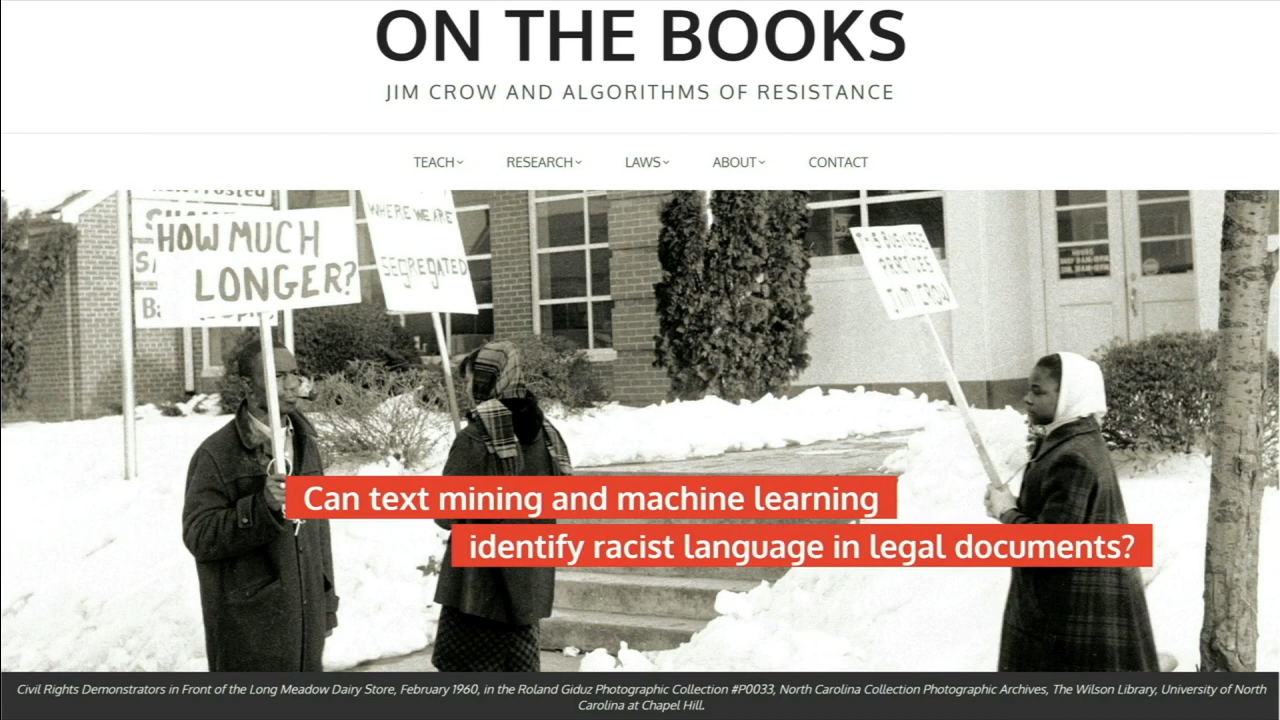 ON THE BOOKS
JIM CROW AND ALGORITHMS OF RESISTANCE
TEACH
RESEARCH
LAWS
ABOUT
CONTACT
HOW MUCH
LONGER?
WHERE WE ARE
SEGREGATED
BUSINESS
PRACTICES
JIM CROW
Can text mining and machine learning
identify racist language in legal documents?
Civil Rights Demonstrators in Front of the Long Meadow Dairy Store, February 1960, in the Roland Giduz Photographic Collection #P0033, North Carolina Collection Photographic Archives, The Wilson Library, University of North
Carolina at Chapel Hill.